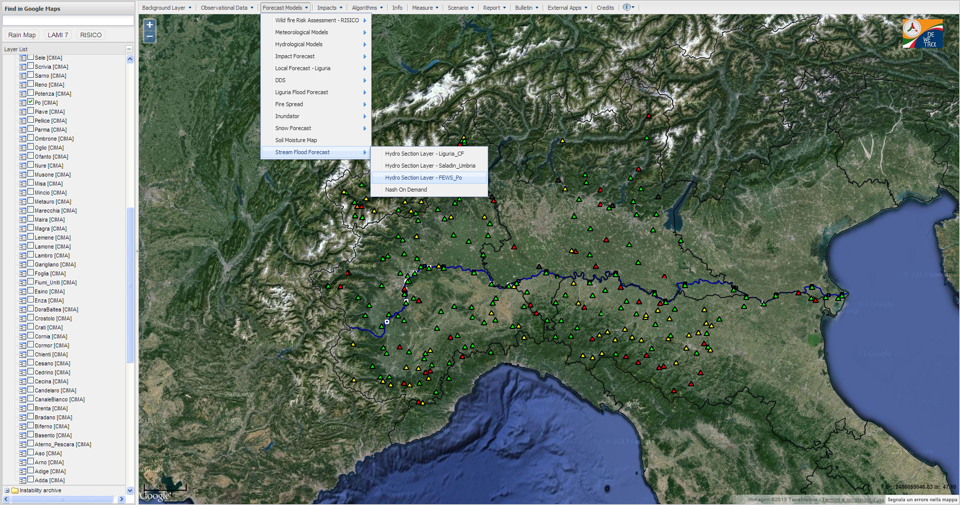 Find in Google Maps
Rain Map LAMI 7 RISICO
Layer List
Sele [CIMA]
Scrivia [CIMA]
Sarno [CIMA]
Reno [CIMA]
Potenza [CIMA]
Po [CIMA]
Piave [CIMA]
Pellice [CIMA]
Parma [CIMA]
Ombrone [CIMA]
Oglio [CIMA]
Ofanto [CIMA]
Nure [CIMA]
Musone [CIMA]
Misa [CIMA]
Mincio [CIMA]
Metauro [CIMA]
Marecchia [CIMA]
Maira [CIMA]
Magra [CIMA]
Lemene [CIMA]
Lamone [CIMA]
Lambro [CIMA]
Garigliano [CIMA]
Foglia [CIMA]
Fiumi_Uniti [CIMA]
Esino [CIMA]
Enza [CIMA]
DoraBaltea [CIMA]
Crostolo [CIMA]
Crati [CIMA]
Cornia [CIMA]
Cormor [CIMA]
Chienti [CIMA]
Cesano [CIMA]
Cedrino [CIMA]
Cecina [CIMA]
Candelaro [CIMA]
CanaleBianco [CIMA]
Brenta [CIMA]
Bradano [CIMA]
Biferno [CIMA]
Basento [CIMA]
Aterno_Pescara [CIMA]
Aso [CIMA]
Arno [CIMA]
Adige [CIMA]
Adda [CIMA]
Instability archive
Background Layer Observational Data Forecast Models Impacts Algorithms Info Measure Scenario Report Bulletin External Apps Credits
Wild fire Risk Assessment - RISICO
Meteorological Models
Hydrological Models
Impact Forecast
Local Forecast - Liguria
DDS
Liguria Flood Forecast
Fire Spread
Inundator
Snow Forecast
Soil Moisture Map
Stream Flood Forecast
Hydro Section Layer - Liguria_CF
Hydro Section Layer - Saladin_Umbria
Hydro Section Layer - FEWS_Po
Nash On Demand
DE
WE
TRA
Google
Segnala un errore nella mappa